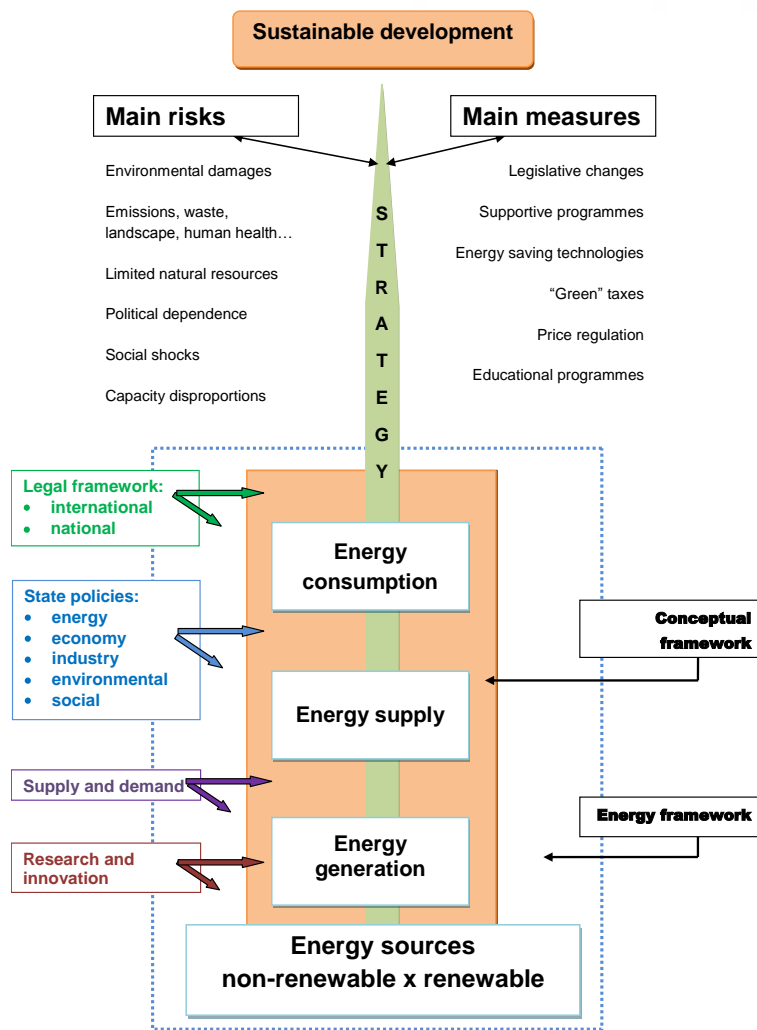 Sustainable development
Main risks
Main measures
Environmental damages
Emissions, waste,
landscape, human health…
Limited natural resources
Political dependence
Social shocks
Capacity disproportions
Legislative changes
Supportive programmes
Energy saving technologies
“Green” taxes
Price regulation
Educational programmes
S
T
R
A
T
E
G
Y
Legal framework:
• international
• national
State policies:
• energy
• economy
• industry
• environmental
• social
Supply and demand
Research and
innovation
Energy
consumption
Energy supply
Energy
generation
Energy sources
non-renewable x renewable
Conceptual
framework
Energy framework